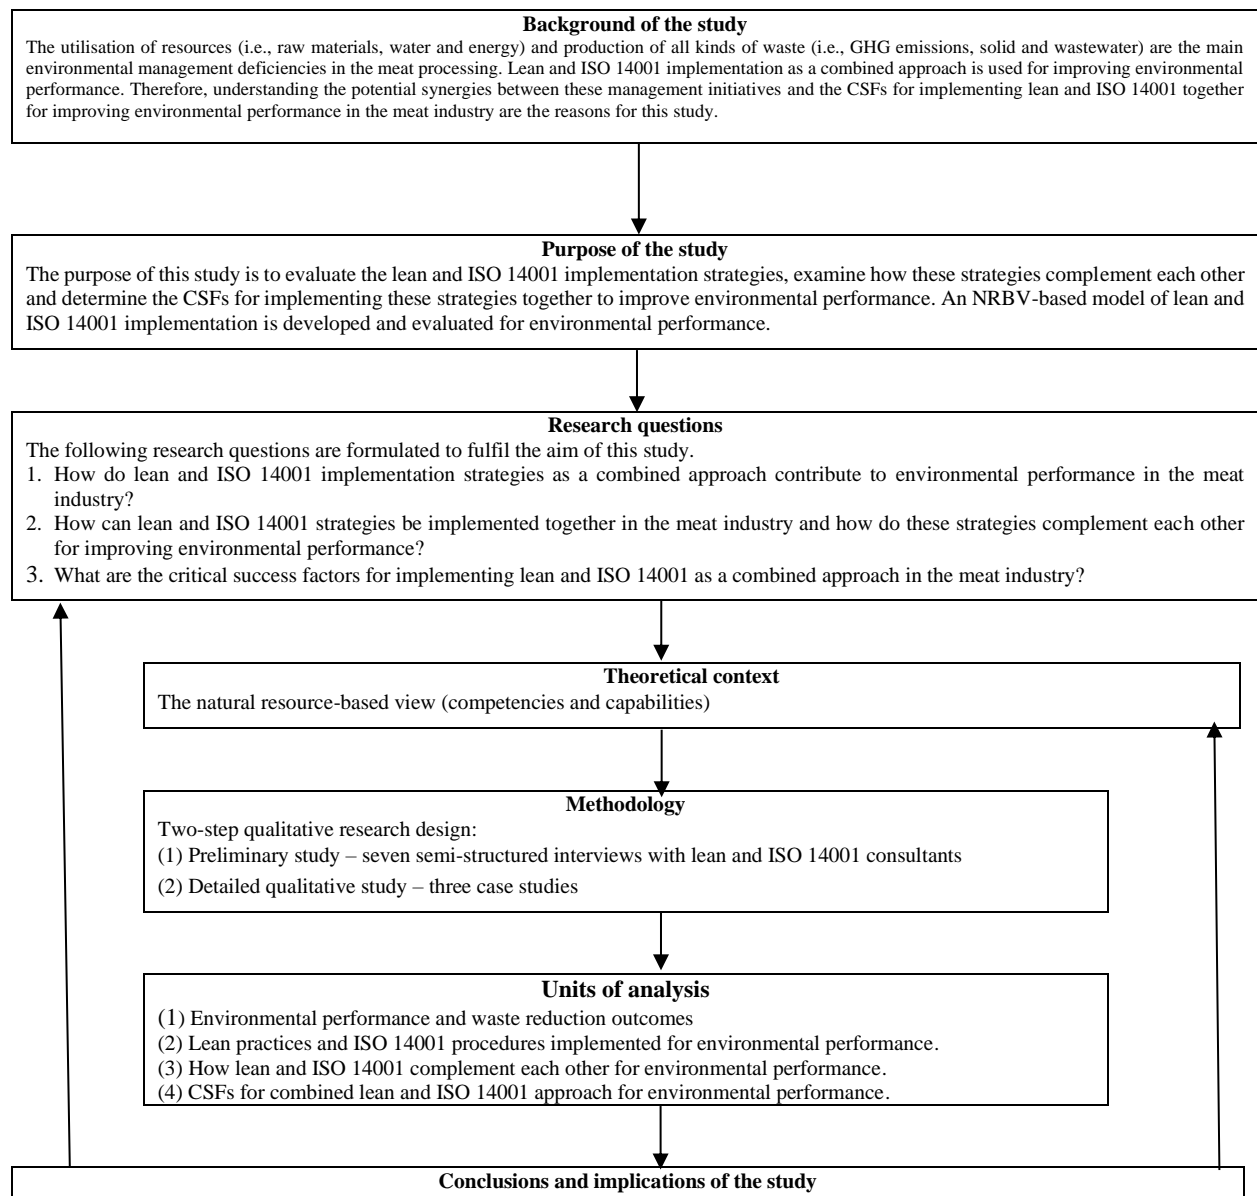 Background of the study
The utilisation of resources (i.e., raw materials, water and energy) and production of all kinds of waste (i.e., GHG emissions, solid and wastewater) are the main
environmental management deficiencies in the meat processing. Lean and ISO 14001 implementation as a combined approach is used for improving environmental
performance. Therefore, understanding the potential synergies between these management initiatives and the CSFs for implementing lean and ISO 14001 together
for improving environmental performance in the meat industry are the reasons for this study.
Purpose of the study
The purpose of this study is to evaluate the lean and ISO 14001 implementation strategies, examine how these strategies complement each other
and determine the CSFs for implementing these strategies together to improve environmental performance. An NRBV-based model of lean and
ISO 14001 implementation is developed and evaluated for environmental performance.
Research questions
The following research questions are formulated to fulfil the aim of this study.
1. How do lean and ISO 14001 implementation strategies as a combined approach contribute to environmental performance in the meat
industry?
2. How can lean and ISO 14001 strategies be implemented together in the meat industry and how do these strategies complement each other
for improving environmental performance?
3. What are the critical success factors for implementing lean and ISO 14001 as a combined approach in the meat industry?
Theoretical context
The natural resource-based view (competencies and capabilities)
Methodology
Two-step qualitative research design:
(1) Preliminary study – seven semi-structured interviews with lean and ISO 14001 consultants
(2) Detailed qualitative study – three case studies
Units of analysis
(1) Environmental performance and waste reduction outcomes
(2) Lean practices and ISO 14001 procedures implemented for environmental performance.
(3) How lean and ISO 14001 complement each other for environmental performance.
(4) CSFs for combined lean and ISO 14001 approach for environmental performance.
Conclusions and implications of the study